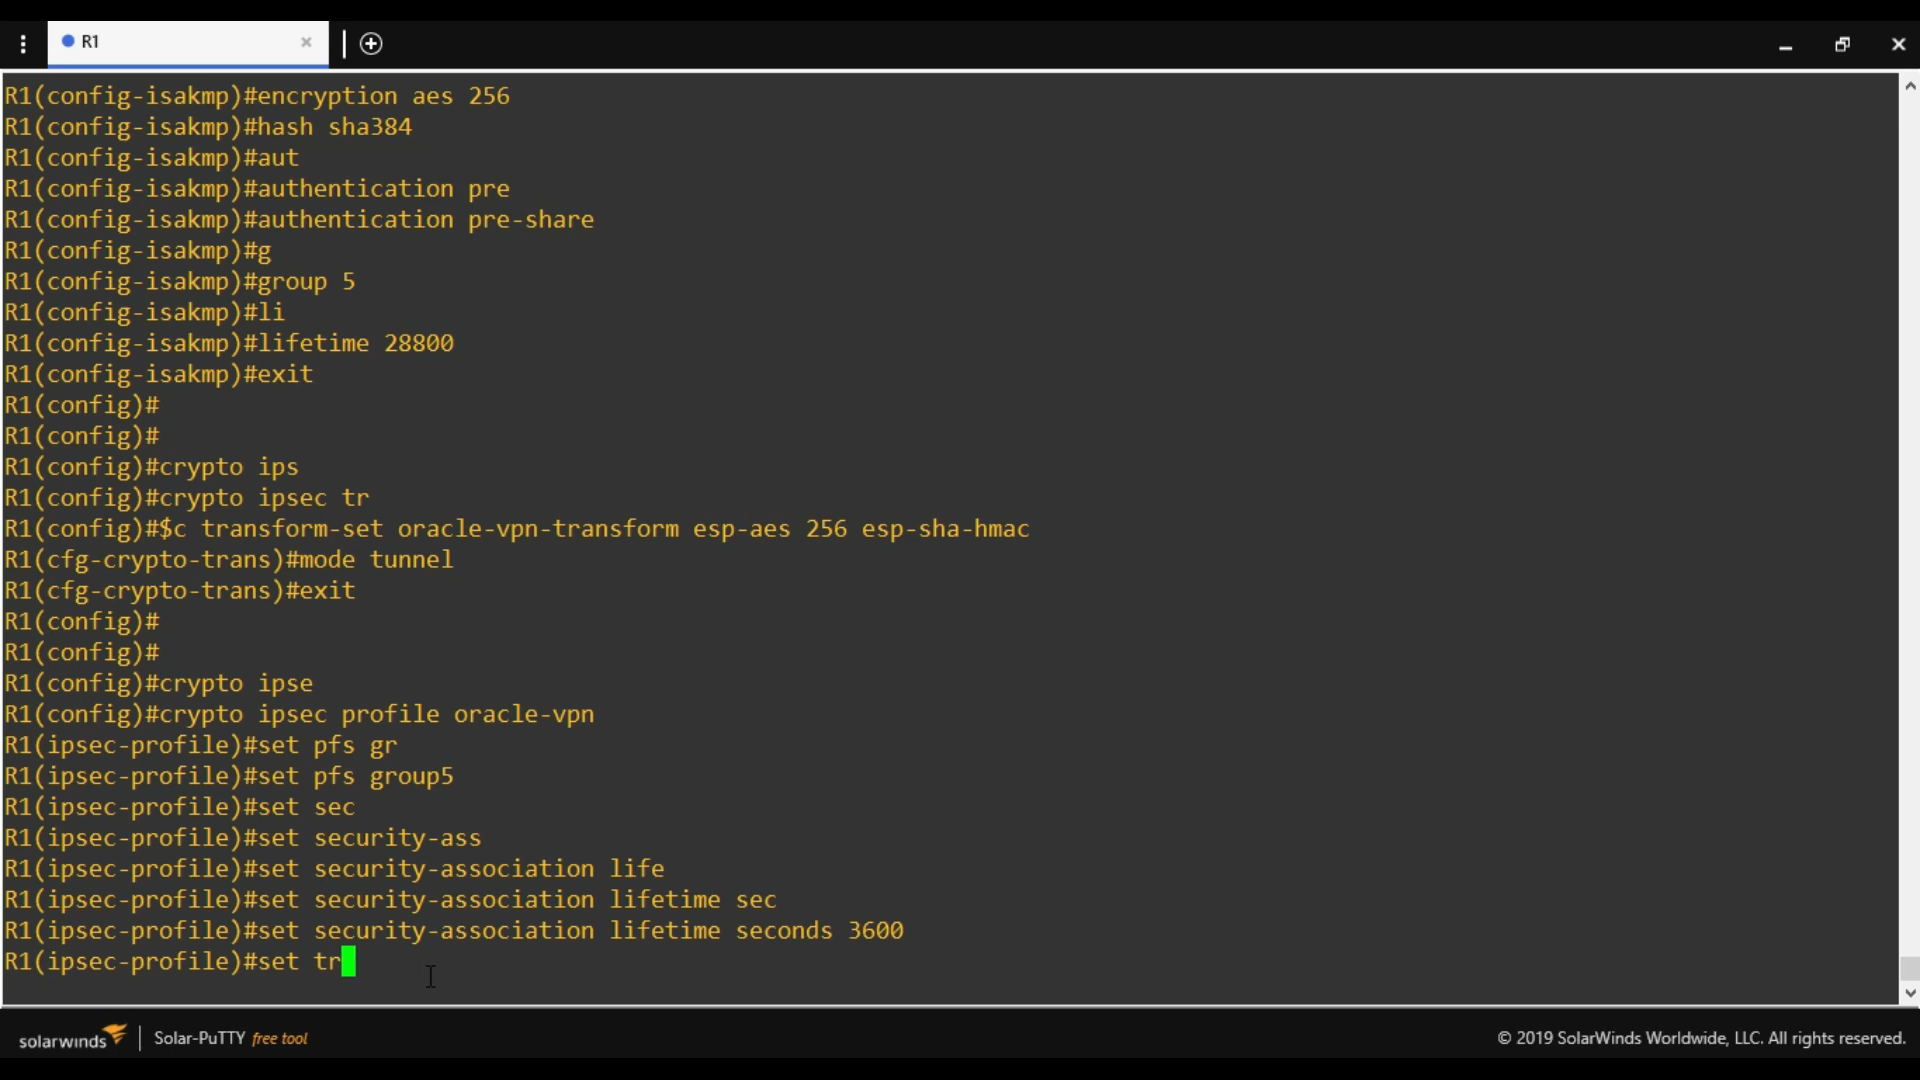 R1
R1(config-isakmp)#encryption aes 256
R1(config-isakmp)#hash sha384
R1(config-isakmp)#aut
R1(config-isakmp)#authentication pre
R1(config-isakmp)#authentication pre-share
R1(config-isakmp)#g
R1(config-isakmp)#group 5
R1(config-isakmp)#li
R1(config-isakmp)#lifetime 28800
R1(config-isakmp)#exit
R1(config)#
R1(config)#
R1(config)#crypto ips
R1(config)#crypto ipsec tr
R1(config)#$c transform-set oracle-vpn-transform esp-aes 256 esp-sha-hmac
R1(cfg-crypto-trans)#mode tunnel
R1(cfg-crypto-trans)#exit
R1(config)#
R1(config)#
R1(config)#crypto ipse
R1(config)#crypto ipsec profile oracle-vpn
R1(ipsec-profile)#set pfs gr
R1(ipsec-profile)#set pfs group5
R1(ipsec-profile)#set sec
R1(ipsec-profile)#set security-ass
R1(ipsec-profile)#set security-association life
R1(ipsec-profile)#set security-association lifetime sec
R1(ipsec-profile)#set security-association lifetime seconds 3600
R1(ipsec-profile)#set tr
solarwinds | Solar-PuTTY free tool
© 2019 SolarWinds Worldwide, LLC. All rights reserved.